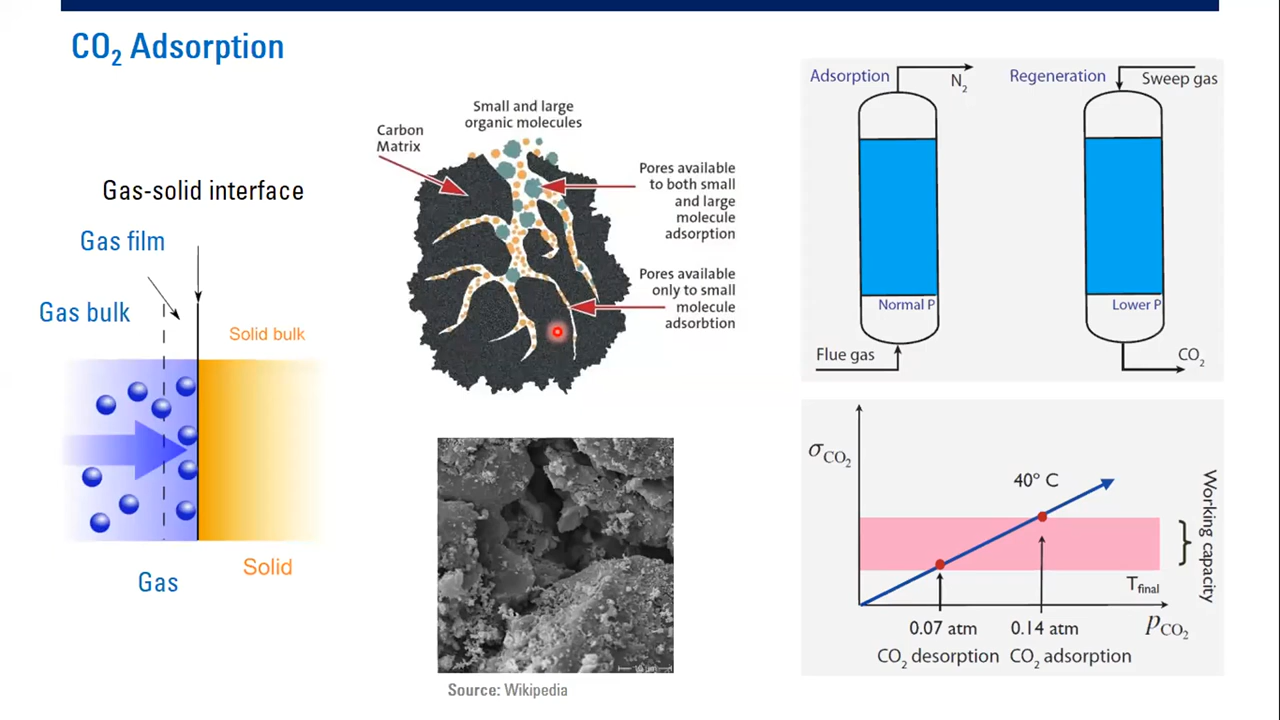 CO₂ Adsorption
Gas-solid interface
Gas film
Gas bulk
Solid bulk
Gas
Solid
Small and large
organic molecules
Carbon
Matrix
Pores available
to both small
and large
molecule
adsorption
Pores available
only to small
molecule
adsorbtion
Source: Wikipedia
Adsorption
N₂
Normal P
Flue gas
Regeneration
Sweep gas
Lower P
CO₂
σCO₂
40° C
Working capacity
Tfinal
0.07 atm
0.14 atm
pCO₂
CO₂ desorption
CO₂ adsorption